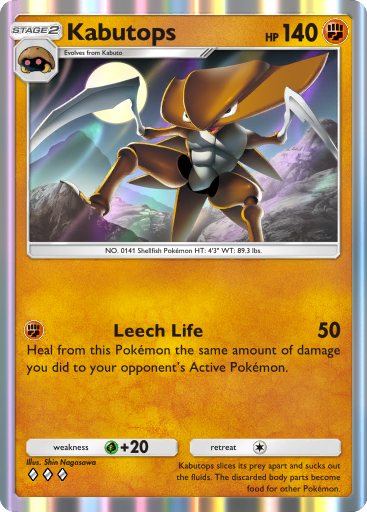 STAGE2
Kabutops
HP 140
Evolves from Kabuto
NO. 0141 Shellfish Pokémon HT: 4'3" WT: 89.3 lbs.
Leech Life 50
Heal from this Pokémon the same amount of damage
you did to your opponent's Active Pokémon.
weakness +20 retreat
Illus. Shin Nagasawa
Kabutops slices its prey apart and sucks out
the fluids. The discarded body parts become
food for other Pokémon.